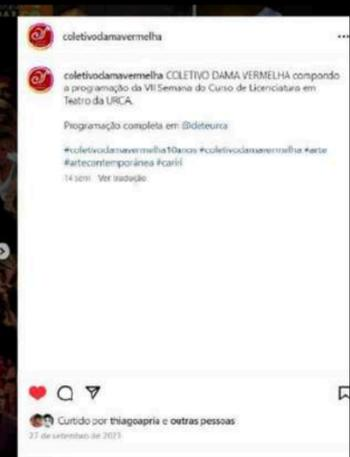 coletivodamavermelha
coletivodamavermelha COLETIVO DAMA VERMELHA compondo
a programação da VII Semana do Curso de Licenciatura em
Teatro da URCA.
Programação completa em @deteurca
#coletivodamavermelha10anos #coletivodamavermelha #arte
#artecontemporânea #cariri
14 sem Ver tradução
Curtido por thiagoapria e outras pessoas
27 de setembro de 2023